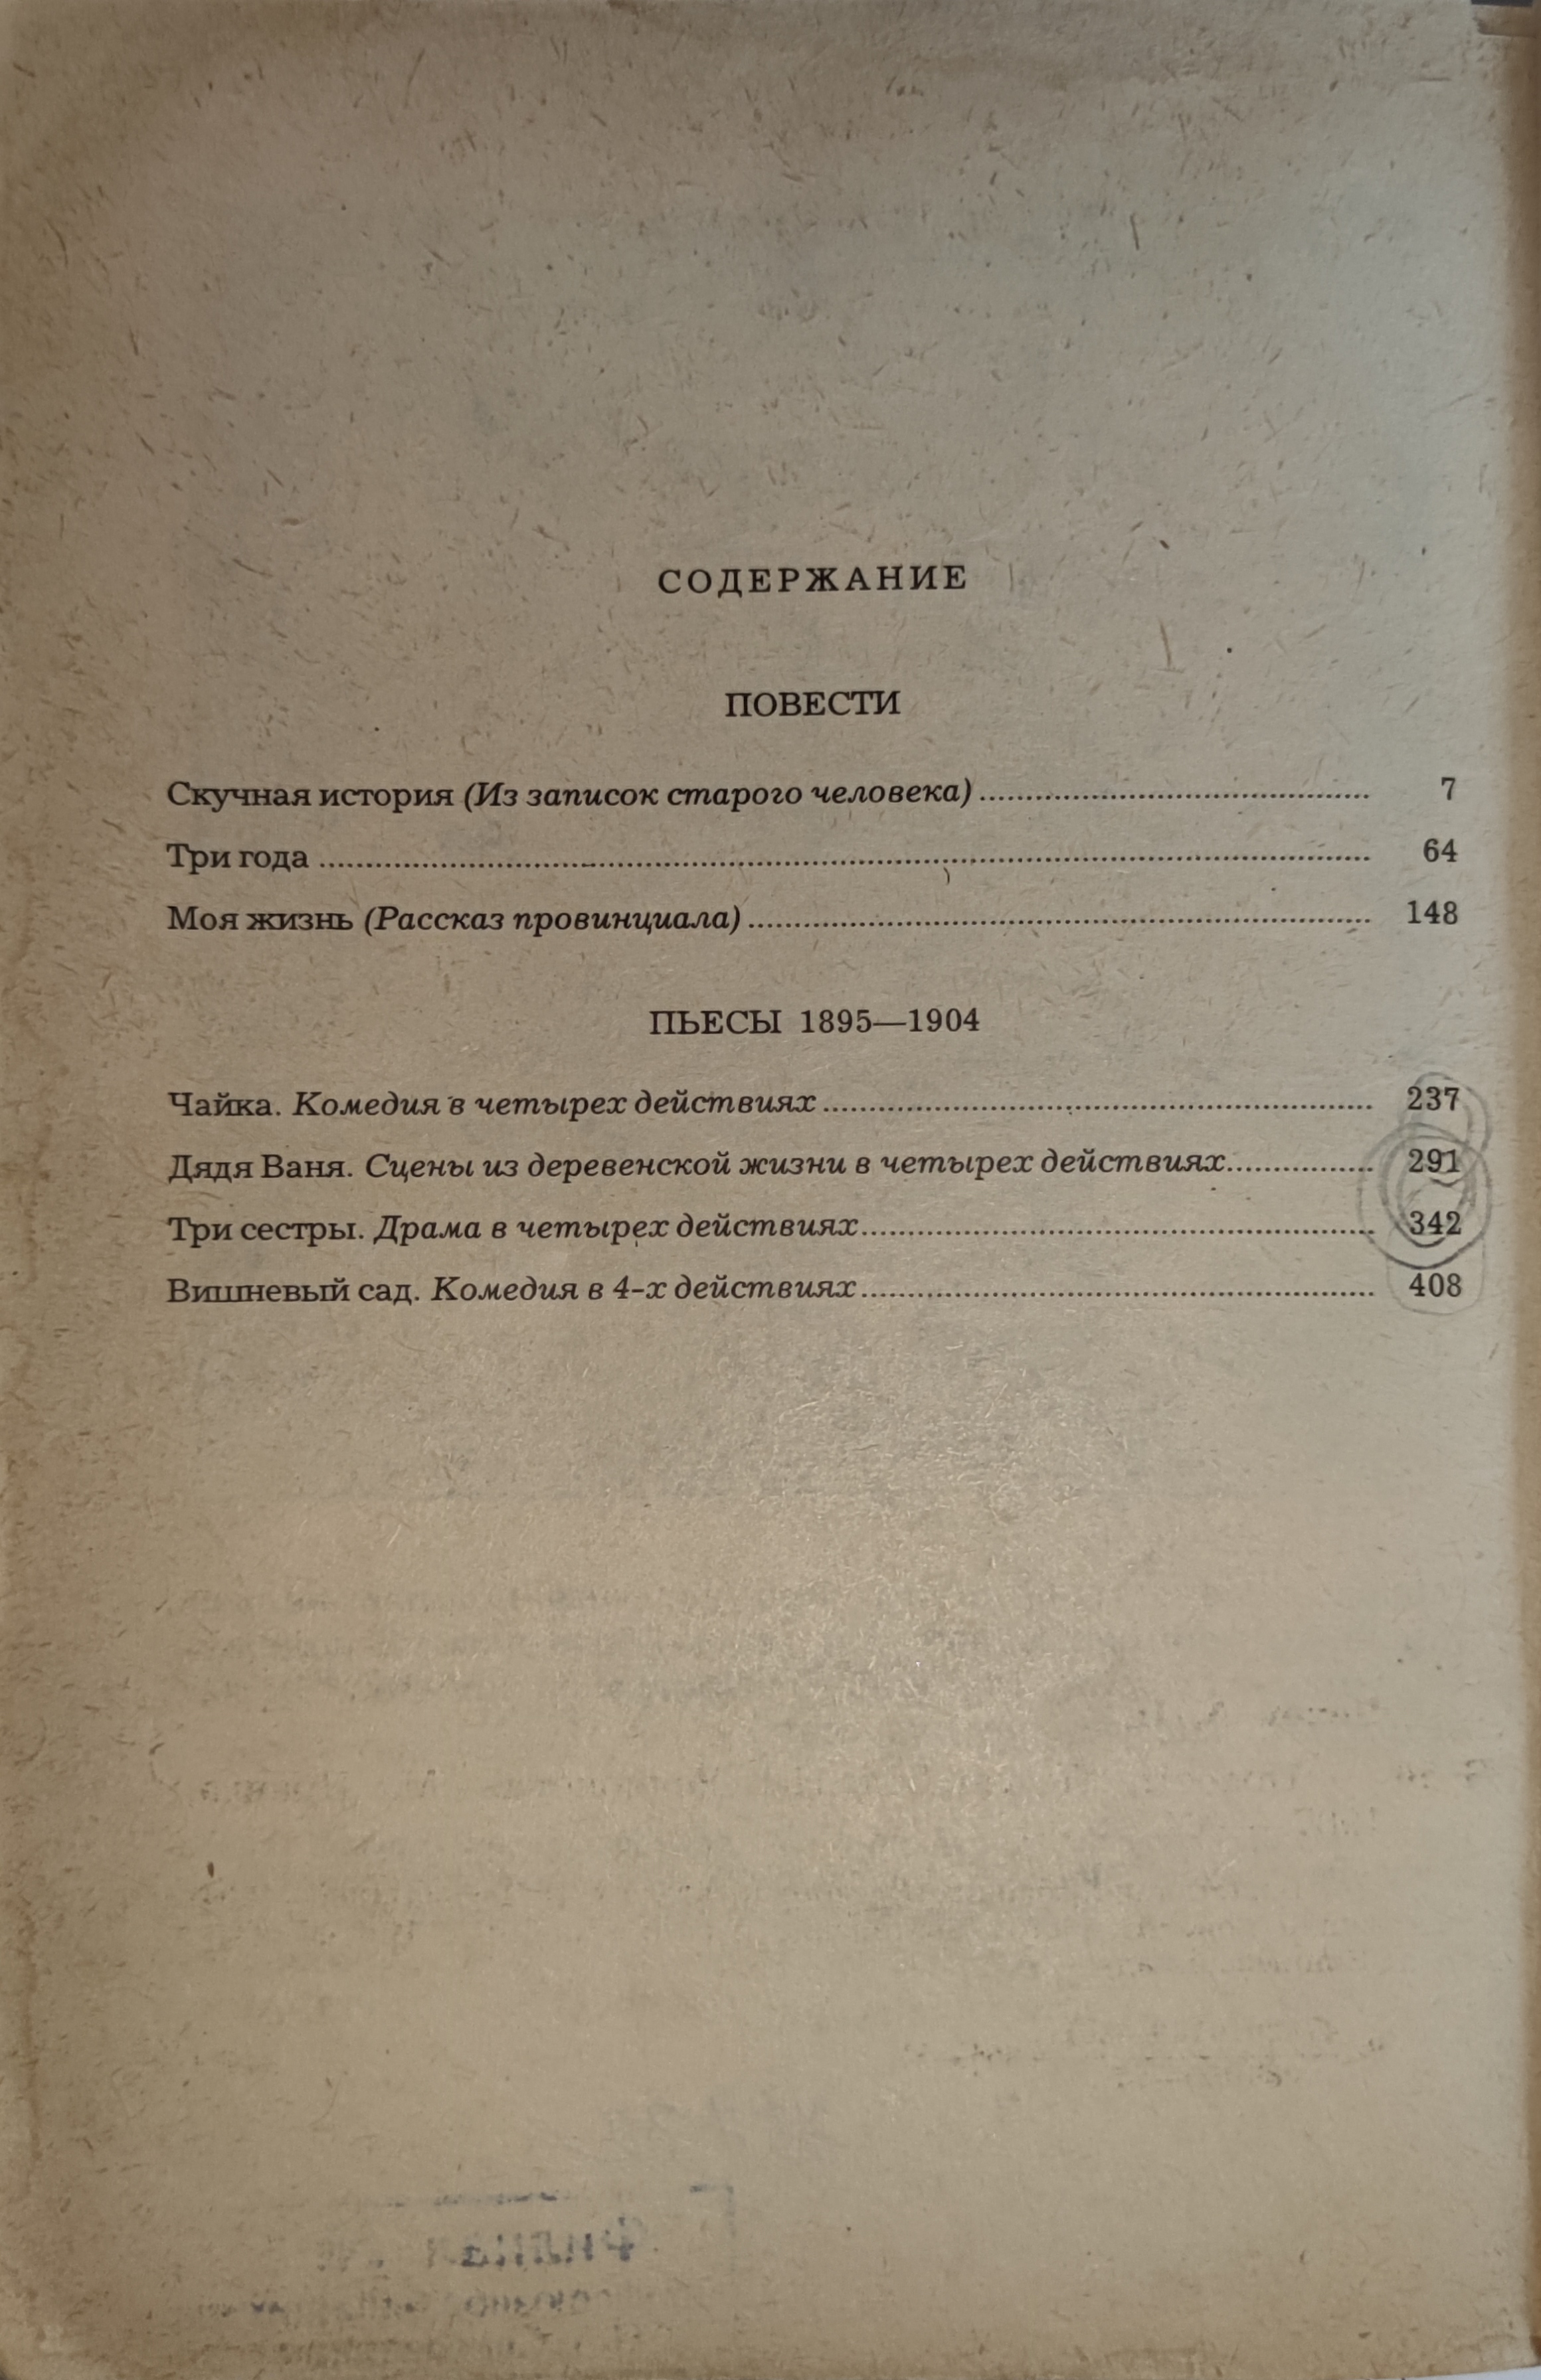 СОДЕРЖАНИЕ
ПОВЕСТИ
Скучная история (Из записок старого человека) 7
Три года 64
Моя жизнь (Рассказ провинциала) 148
ПЬЕСЫ 1895—1904
Чайка. Комедия в четырех действиях 237
Дядя Ваня. Сцены из деревенской жизни в четырех действиях 291
Три сестры. Драма в четырех действиях 342
Вишневый сад. Комедия в 4-х действиях 408